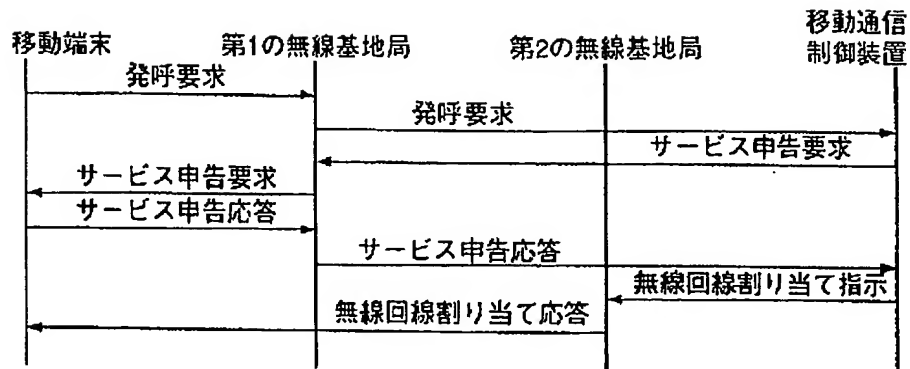 移動端末
第1の無線基地局
第2の無線基地局
移動通信
制御装置
発呼要求
発呼要求
サービス申告要求
サービス申告要求
サービス申告応答
サービス申告応答
無線回線割り当て指示
無線回線割り当て応答